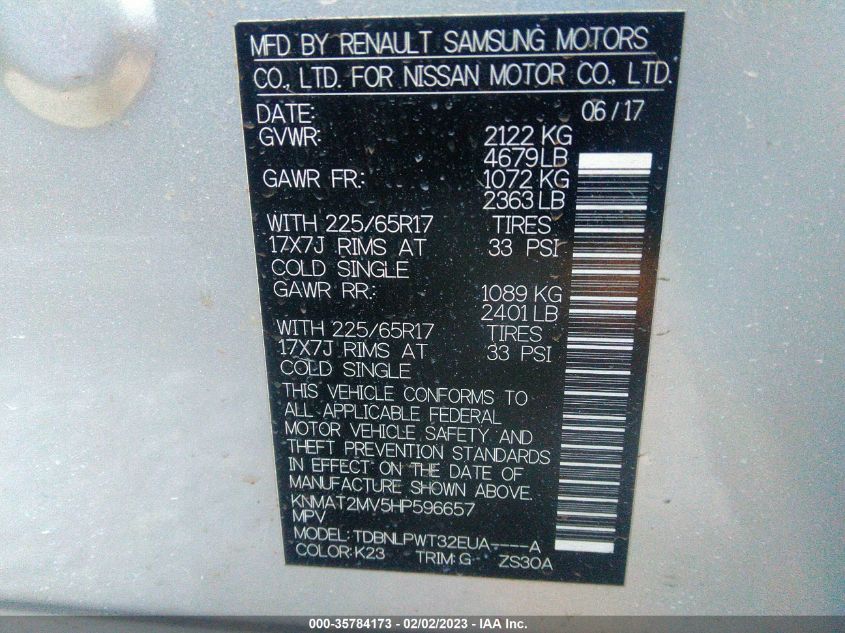 MFD BY RENAULT SAMSUNG MOTORS
CO., LTD. FOR NISSAN MOTOR CO., LTD.
DATE: 06/17
GVWR: 2122 KG
4679 LB
GAWR FR: 1072 KG
2363 LB
WITH 225/65R17 TIRES
17X7J RIMS AT 33 PSI
COLD SINGLE
GAWR RR: 1089 KG
2401 LB
WITH 225/65R17 TIRES
17X7J RIMS AT 33 PSI
COLD SINGLE
THIS VEHICLE CONFORMS TO
ALL APPLICABLE FEDERAL
MOTOR VEHICLE SAFETY AND
THEFT PREVENTION STANDARDS
IN EFFECT ON THE DATE OF
MANUFACTURE SHOWN ABOVE.
KNMAT2MV5HP596657
MPV
MODEL: TDBNLPWT32EUA----A
COLOR: K23 TRIM: G ZS30A
000-35784173 - 02/02/2023 - IAA Inc.